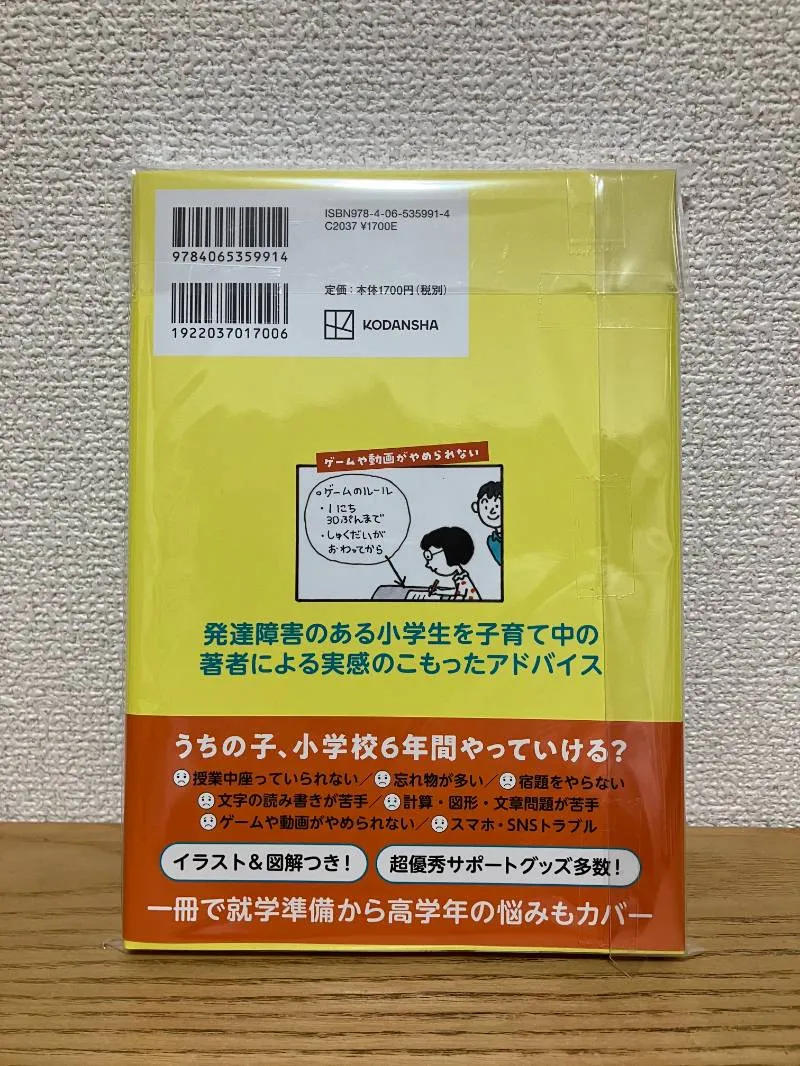 ISBN978-4-06-535991-4
C2037 ¥1700E
9784065359914
定価：本体1700円（税別）
1922037017006
KODANSHA
ゲームや動画がやめられない
○ゲームのルール
・1にち
30ぷんまで
・しゅくだいが
おわってから
発達障害のある小学生を子育て中の
著者による実感のこもったアドバイス
うちの子、小学校6年間やっていける？
授業中座っていられない／忘れ物が多い／宿題をやらない
文字の読み書きが苦手／計算・図形・文章問題が苦手
ゲームや動画がやめられない／スマホ・SNSトラブル
イラスト＆図解つき！ 超優秀サポートグッズ多数！
一冊で就学準備から高学年の悩みもカバー